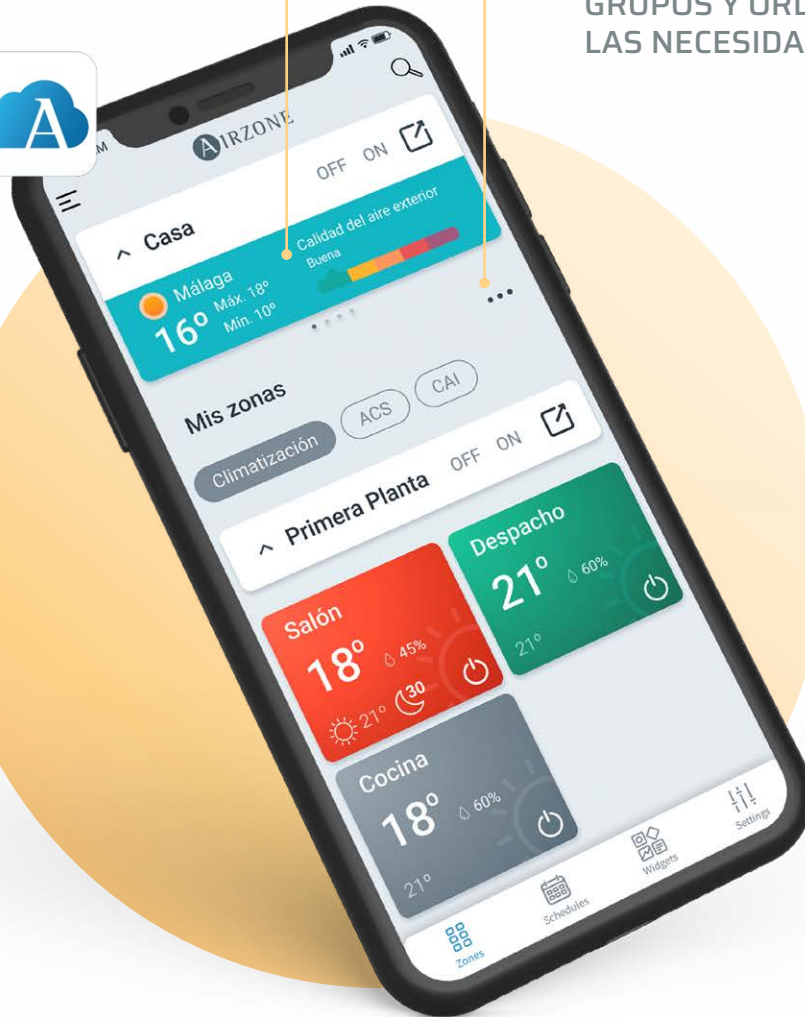 GRUPOS Y
LAS
A
M
AIRZONE
Casa
OFF ON
Málaga
16º
Máx. 18º
Mín. 10º
Calidad del aire exterior
Buena
Mis zonas
Climatización
ACS
CAI
Primera Planta
OFF ON
Salón
18º
45%
21º
30
Despacho
21º
60%
21º
Cocina
18º
60%
21º
Zones
Schedules
Widgets
Settings